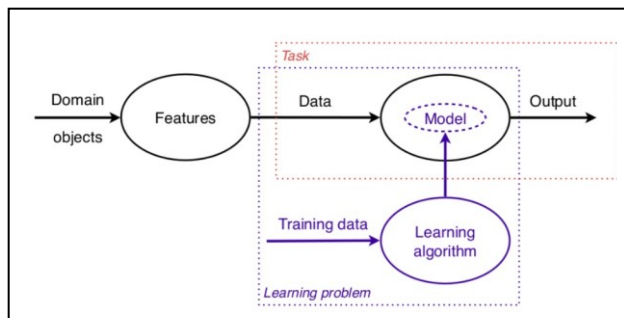 Task
Domain
objects
Features
Data
Model
Output
Training data
Learning
algorithm
Learning problem